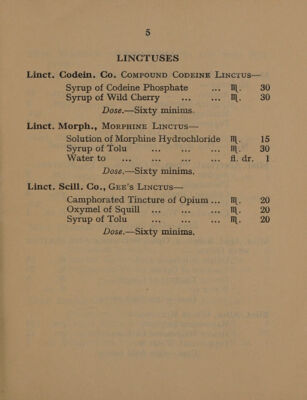 5
LINCTUSES
Linct. Codein. Co. COMPOUND CODEINE LINCTUS—
Syrup of Codeine Phosphate ... ♏. 30
Syrup of Wild Cherry ... ... ♏. 30
Dose.—Sixty minims.
Linct. Morph., MORPHINE LINCTUS—
Solution of Morphine Hydrochloride ♏. 15
Syrup of Tolu ... ... ... ♏. 30
Water to ... ... ... ... fl. dr. 1
Dose.—Sixty minims.
Linct. Scill. Co., GEE'S LINCTUS—
Camphorated Tincture of Opium ... ♏. 20
Oxymel of Squill ... ... ... ♏. 20
Syrup of Tolu ... ... ... ♏. 20
Dose.—Sixty minims.